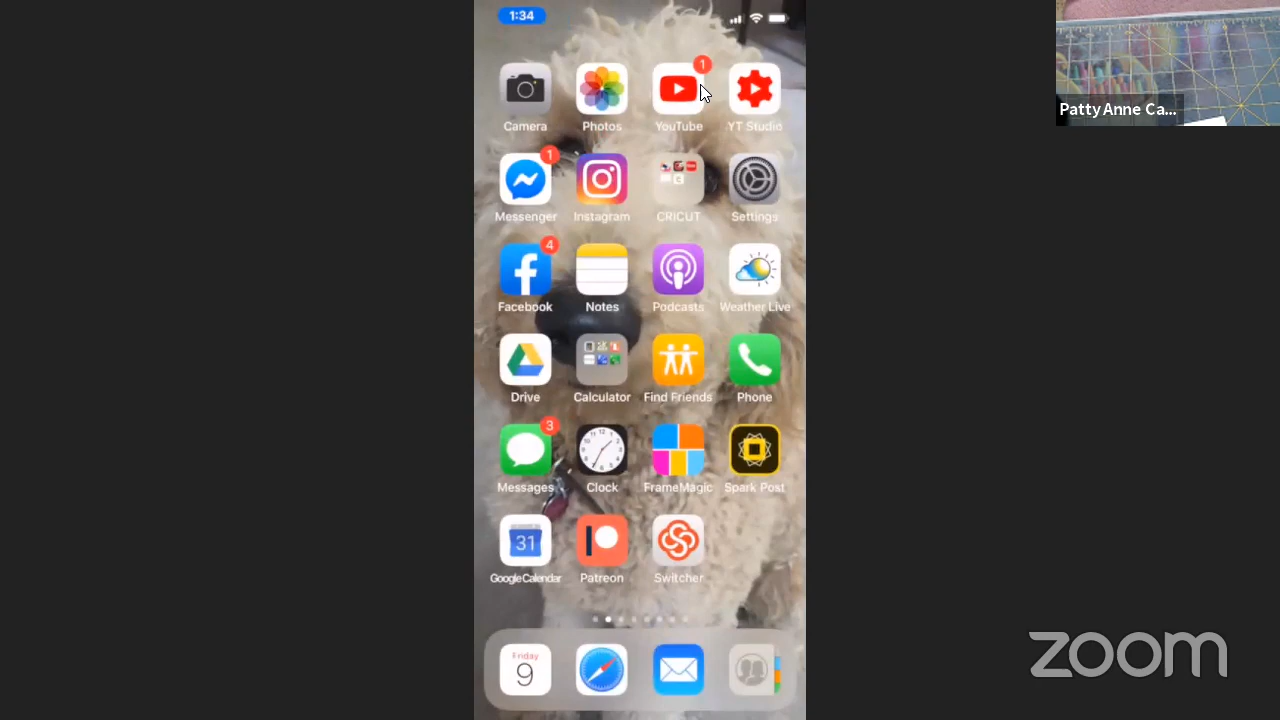 1:34
1
Camera
Photos
YouTube
YT Studio
Patty Anne Ca...
1
Messenger
Instagram
CRICUT
Settings
4
Facebook
Notes
Podcasts
Weather Live
Drive
Calculator
Find Friends
Phone
3
Messages
Clock
FrameMagic
Spark Post
31
Google Calendar
Patreon
Switcher
Friday
9
zoom